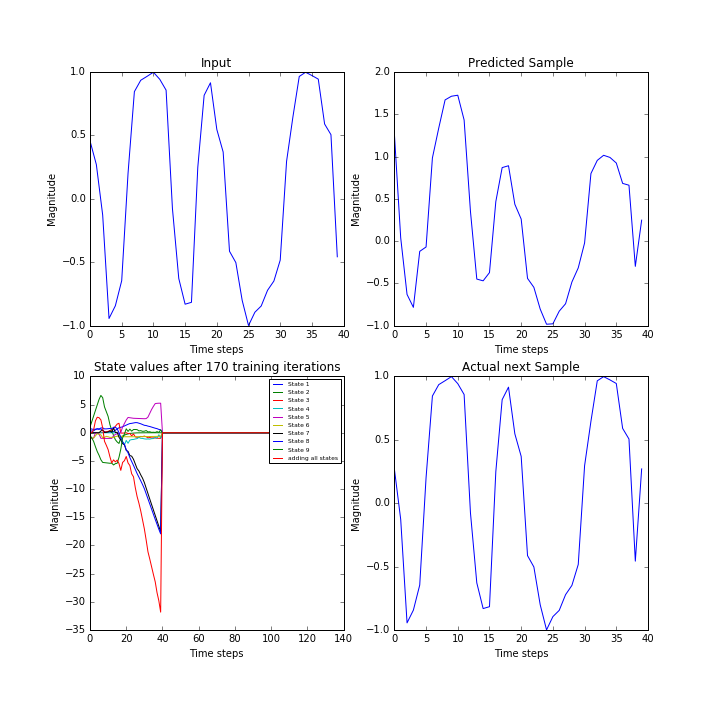 Input
1.0
0.5
0.0
−0.5
−1.0
Magnitude
0 5 10 15 20 25 30 35 40
Time steps
Predicted Sample
2.0
1.5
1.0
0.5
0.0
−0.5
−1.0
Magnitude
0 5 10 15 20 25 30 35 40
Time steps
State values after 170 training iterations
10
5
0
−5
−10
−15
−20
−25
−30
−35
Magnitude
State 1
State 2
State 3
State 4
State 5
State 6
State 7
State 8
State 9
adding all states
0 20 40 60 80 100 120 140
Time steps
Actual next Sample
1.0
0.5
0.0
−0.5
−1.0
Magnitude
0 5 10 15 20 25 30 35 40
Time steps